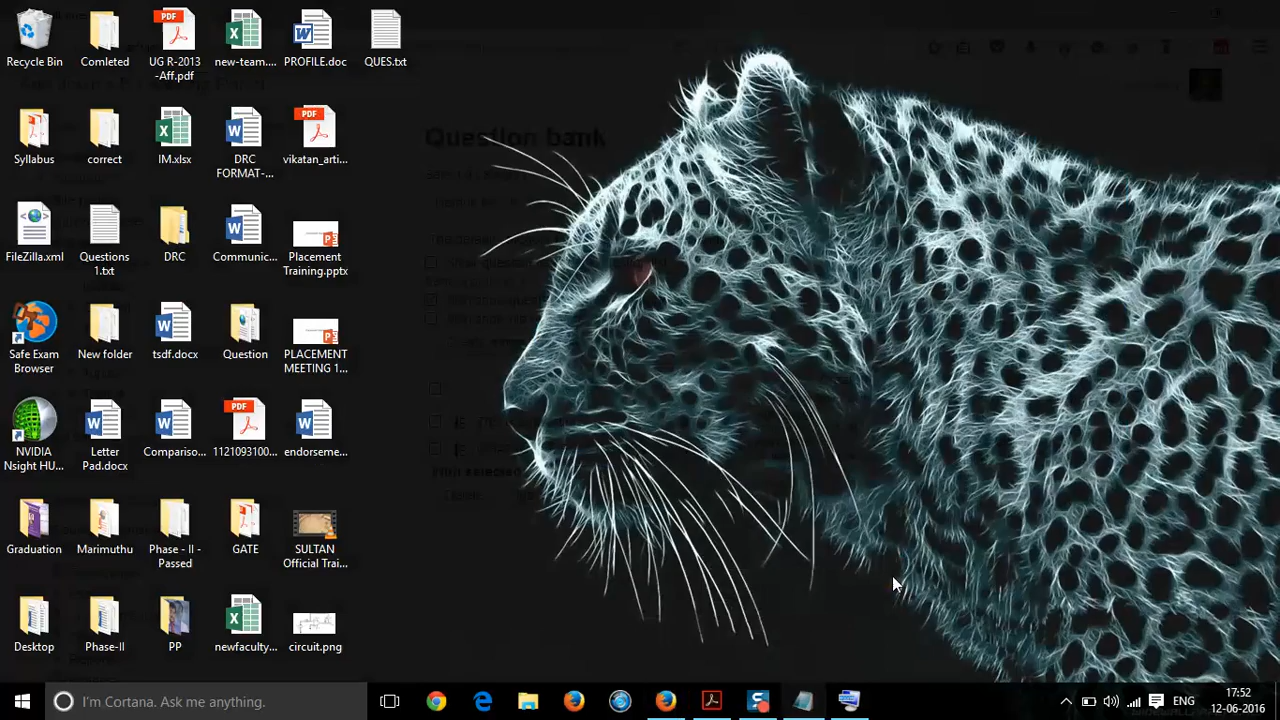 Recycle Bin
Comleted
UG R-2013
-Aff.pdf
new-team....
PROFILE.doc
QUES.txt
Question bank
Syllabus
correct
IM.xlsx
DRC
FORMAT-...
vikatan_arti...
FileZilla.xml
Questions
1.txt
DRC
Communic...
Placement
Training.pptx
Safe Exam
Browser
New folder
tsdf.docx
Question
PLACEMENT
MEETING 1...
NVIDIA
Nsight HU...
Letter
Pad.docx
Compariso...
1121093100...
endorseme...
Graduation
Marimuthu
Phase - II -
Passed
GATE
SULTAN
Official Trai...
Desktop
Phase-II
PP
newfaculty...
circuit.png
I'm Cortana. Ask me anything.
ENG
17:52
12-06-2016